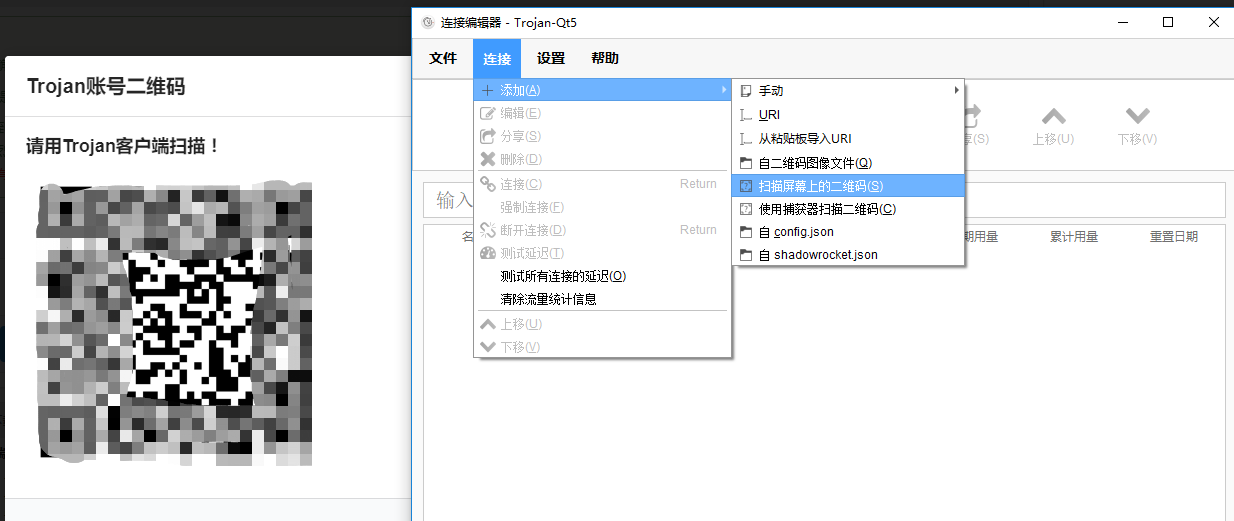 连接编辑器 - Trojan-Qt5
文件 连接 设置 帮助
Trojan账号二维码
请用Trojan客户端扫描！
添加(A)
编辑(E)
分享(S)
删除(D)
连接(C) Return
强制连接(F)
断开连接(D) Return
测试延迟(T)
测试所有连接的延迟(O)
清除流量统计信息
上移(U)
下移(V)
手动
URI
从粘贴板导入URI
自二维码图像文件(Q)
扫描屏幕上的二维码(S)
使用捕获器扫描二维码(C)
自 config.json
自 shadowrocket.json
(S) 上移(U) 下移(V)
输入
名
期用量 累计用量 重置日期